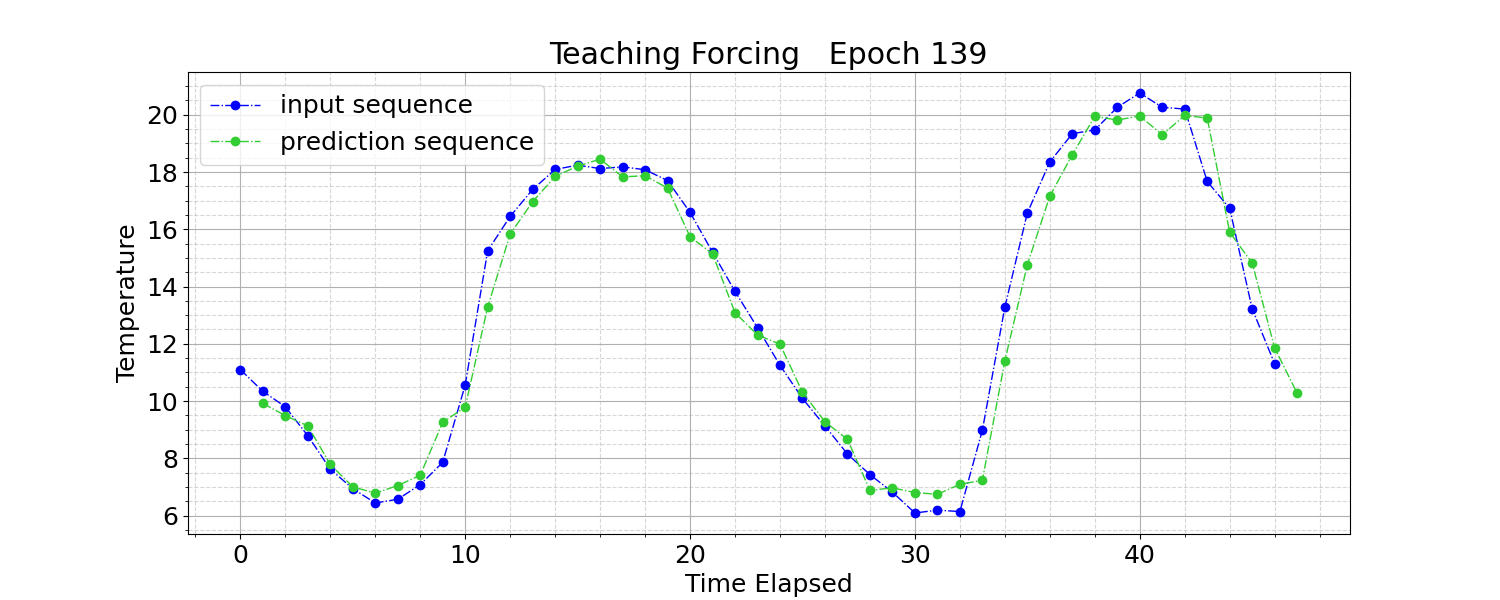 Teaching Forcing   Epoch 139
input sequence
prediction sequence
Temperature
20
18
16
14
12
10
8
6
0 10 20 30 40
Time Elapsed